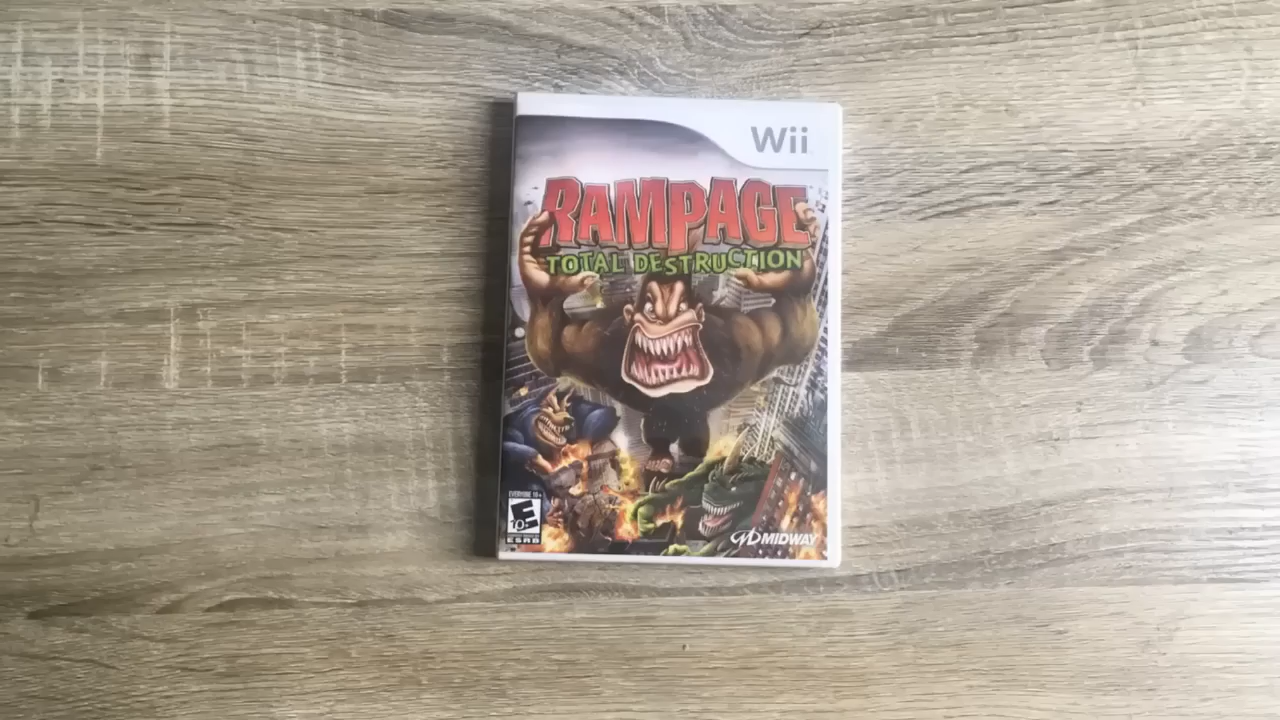 Wii
RAMPAGE
TOTAL DESTRUCTION
EVERYONE 10+
E
10+
ESRB
MIDWAY